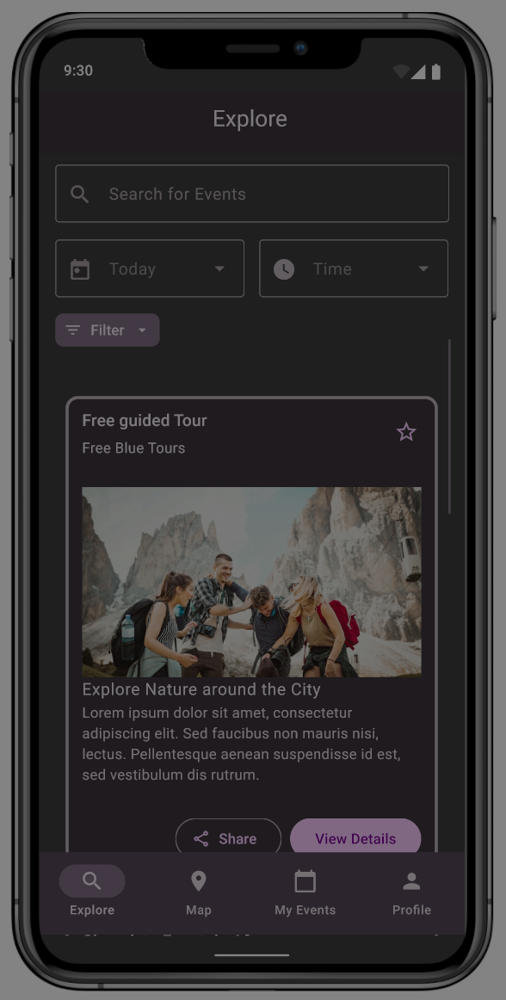 9:30
Explore
Search for Events
Today
Time
Filter
Free guided Tour
Free Blue Tours
Explore Nature around the City
Lorem ipsum dolor sit amet, consectetur
adipiscing elit. Sed faucibus non mauris nisi,
lectus. Pellentesque aenean suspendisse id est,
sed vestibulum dis rutrum.
Share
View Details
Explore
Map
My Events
Profile